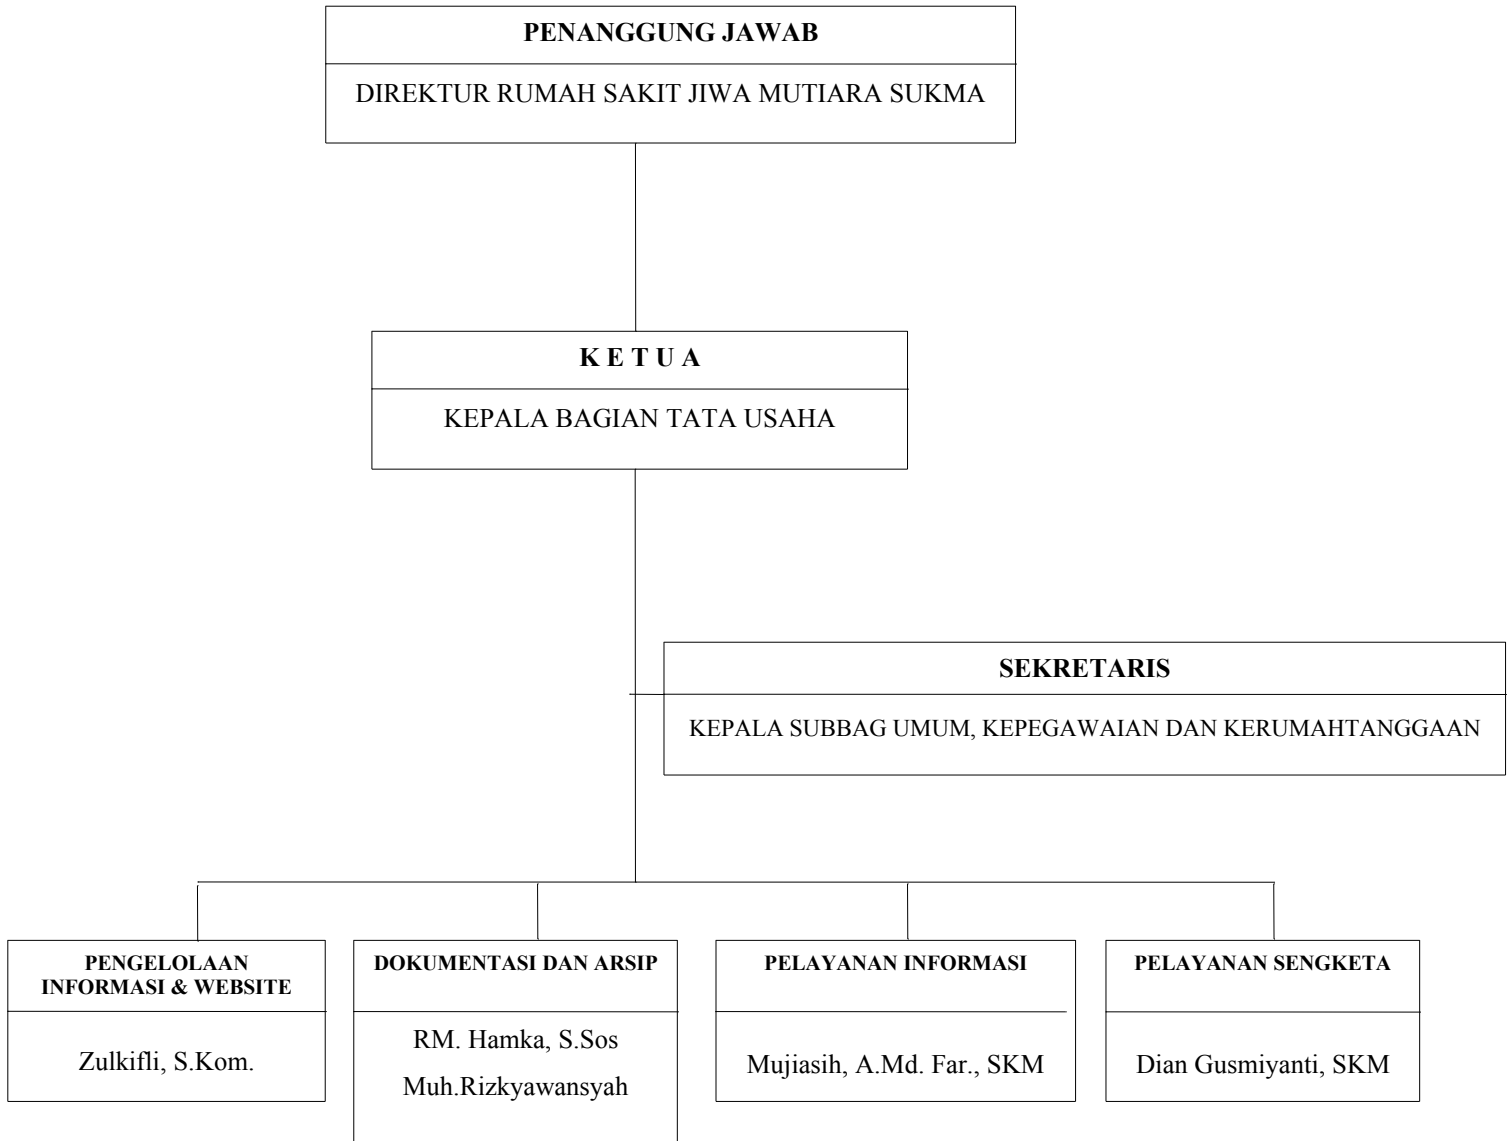 PENANGGUNG JAWAB
DIREKTUR RUMAH SAKIT JIWA MUTIARA SUKMA
K E T U A
KEPALA BAGIAN TATA USAHA
SEKRETARIS
KEPALA SUBBAG UMUM, KEPEGAWAIAN DAN KERUMAHTANGGAAN
PENGELOLAAN
INFORMASI & WEBSITE
Zulkifli, S.Kom.
DOKUMENTASI DAN ARSIP
RM. Hamka, S.Sos
Muh.Rizkyawansyah
PELAYANAN INFORMASI
Mujiasih, A.Md. Far., SKM
PELAYANAN SENGKETA
Dian Gusmiyanti, SKM